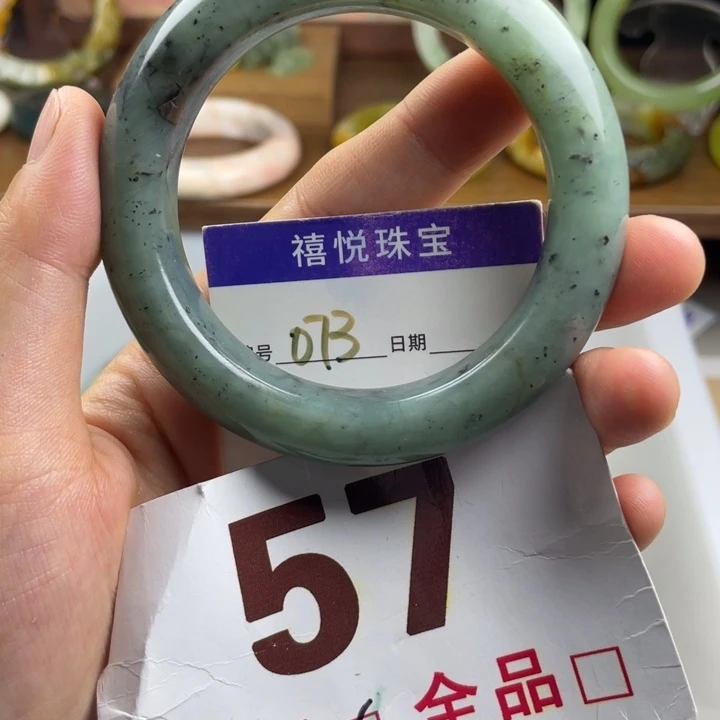 禧悦珠宝
号 073 日期
57
全品 □